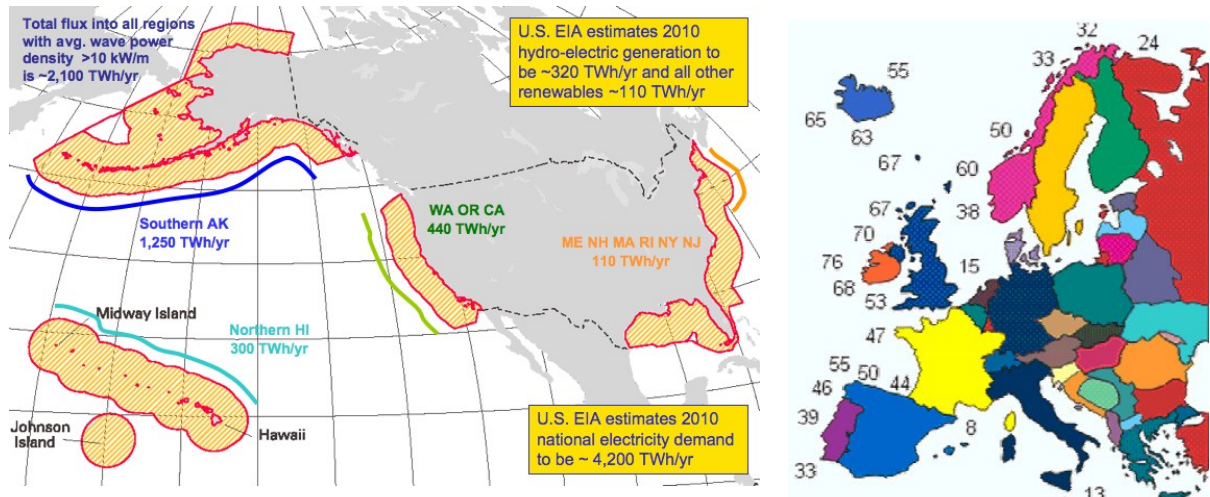 Total flux into all regions
with avg. wave power
density >10 kW/m
is ~2,100 TWh/yr
U.S. EIA estimates 2010
hydro-electric generation to
be ~320 TWh/yr and all other
renewables ~110 TWh/yr
Southern AK
1,250 TWh/yr
WA OR CA
440 TWh/yr
ME NH MA RI NY NJ
110 TWh/yr
Midway Island
Northern HI
300 TWh/yr
Johnson
Island
Hawaii
U.S. EIA estimates 2010
national electricity demand
to be ~ 4,200 TWh/yr
32
24
33
55
65
63
50
67
60
67
38
70
15
76
68
53
47
55
50
44
46
39
8
33
13